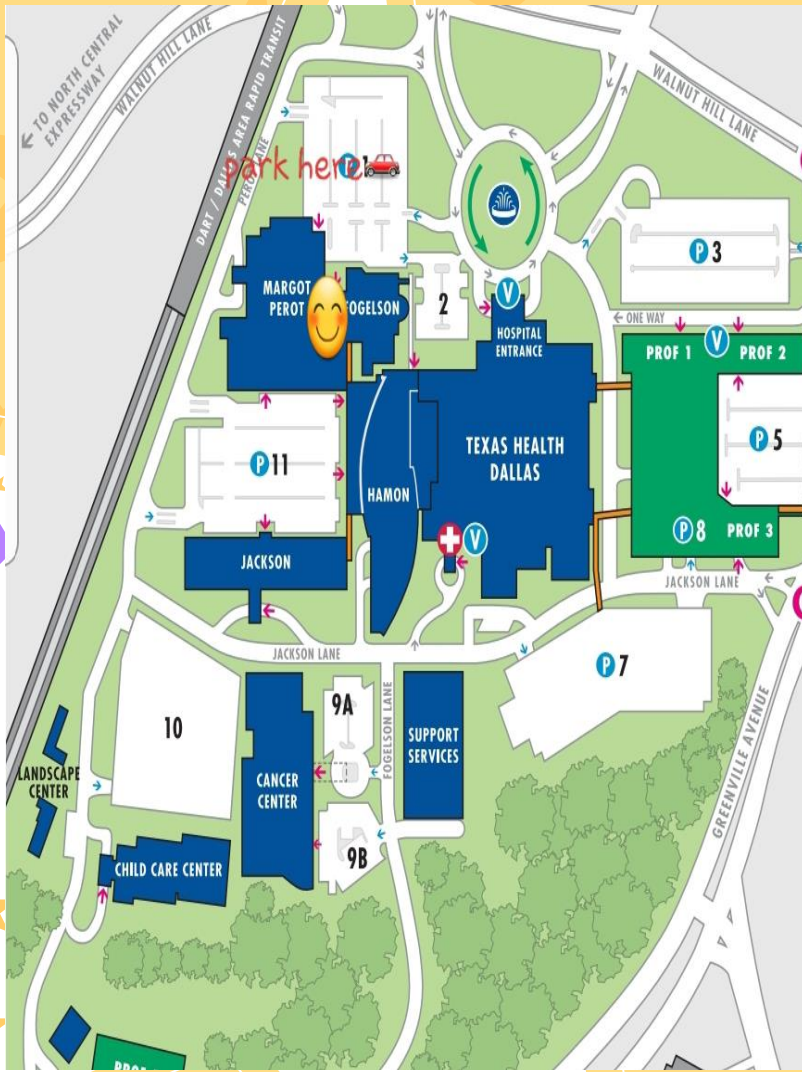 ← TO NORTH CENTRAL
EXPRESSWAY
WALNUT HILL LANE
DART / DALLAS AREA RAPID TRANSIT
WALNUT HILL LANE
PEROT LANE
park here
P 3
MARGOT
PEROT
FOGELSON
2
V
HOSPITAL
ENTRANCE
← ONE WAY
PROF 1
V
PROF 2
P 5
TEXAS HEALTH
DALLAS
P 11
HAMON
P 8
PROF 3
V
JACKSON
JACKSON LANE
JACKSON LANE
P 7
10
9A
FOGELSON LANE
SUPPORT
SERVICES
GREENVILLE AVENUE
LANDSCAPE
CENTER
CANCER
CENTER
9B
CHILD CARE CENTER